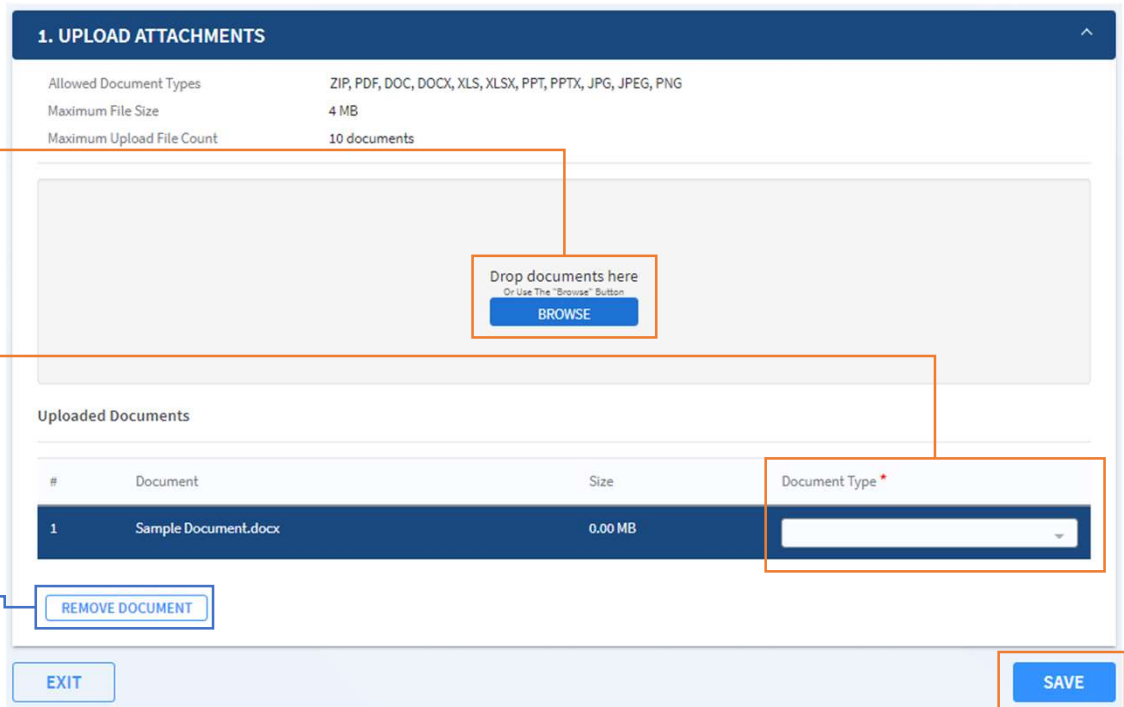 1. UPLOAD ATTACHMENTS
Allowed Document Types ZIP, PDF, DOC, DOCX, XLS, XLSX, PPT, PPTX, JPG, JPEG, PNG
Maximum File Size 4 MB
Maximum Upload File Count 10 documents
Drop documents here
Or Use The "Browse" Button
BROWSE
Uploaded Documents
# Document Size Document Type *
1 Sample Document.docx 0.00 MB
REMOVE DOCUMENT
EXIT SAVE